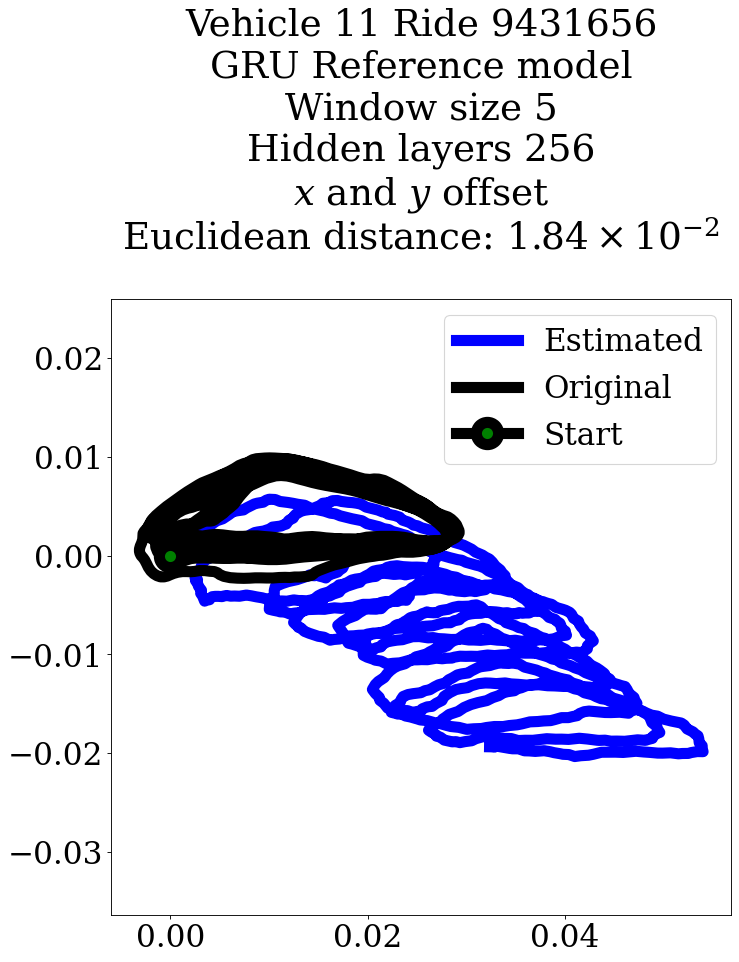 Vehicle 11 Ride 9431656
GRU Reference model
Window size 5
Hidden layers 256
x and y offset
Euclidean distance: 1.84 × 10⁻²
Estimated
Original
Start
0.02
0.01
0.00
−0.01
−0.02
−0.03
0.00 0.02 0.04